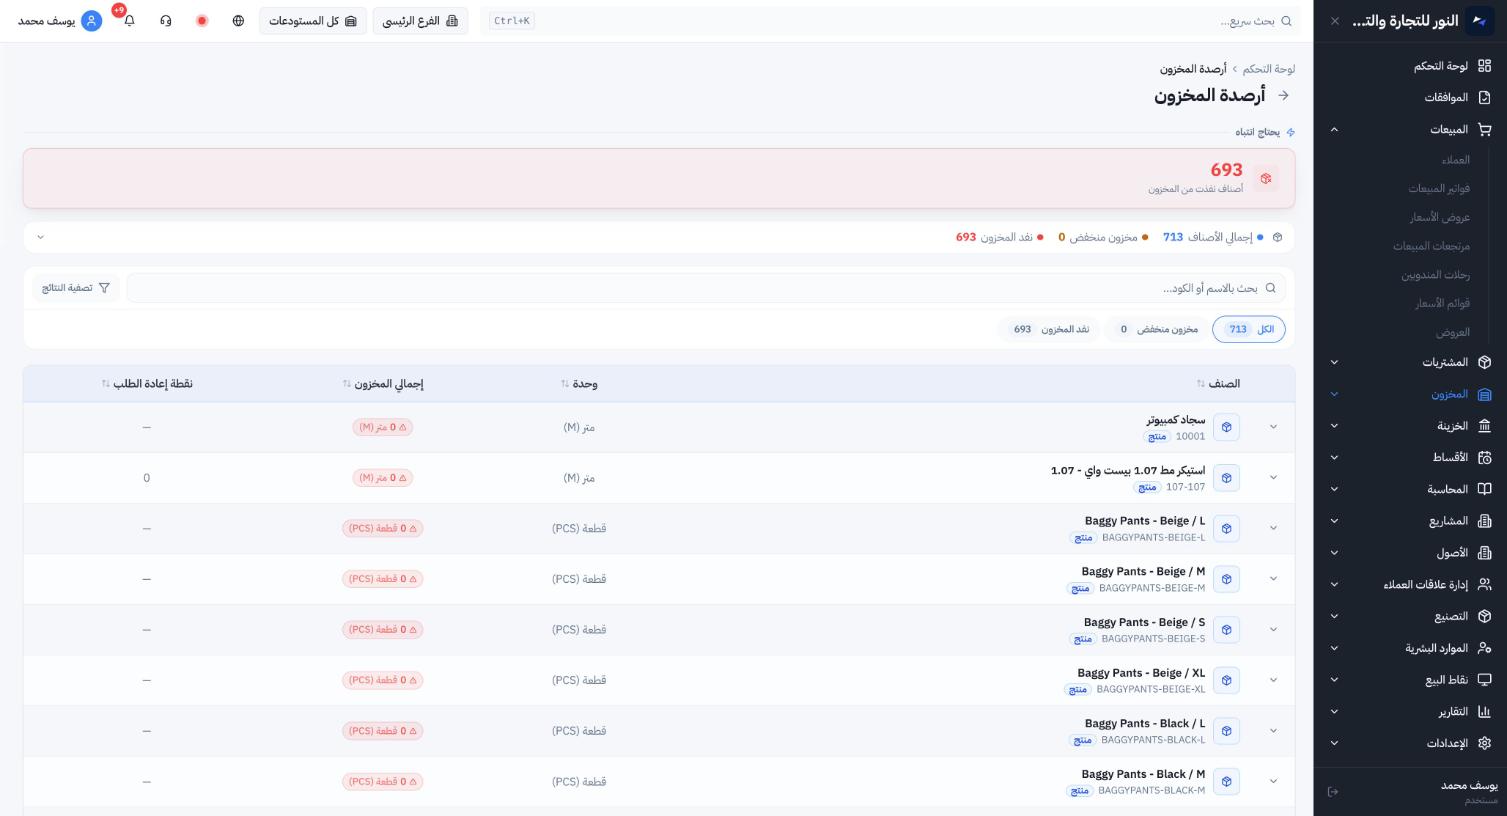 النور للتجارة والتـ...
لوحة التحكم
الموافقات
المبيعات
العملاء
فواتير المبيعات
عروض الأسعار
مرتجعات المبيعات
رحلات المندوبين
قوائم الأسعار
العروض
المشتريات
المخزون
الخزينة
الأقساط
المحاسبة
المشاريع
الأصول
إدارة علاقات العملاء
التصنيع
الموارد البشرية
نقاط البيع
التقارير
الإعدادات
يوسف محمد
مستخدم
بحث سريع... Ctrl+K
الفرع الرئيسي
كل المستودعات
9+
يوسف محمد
لوحة التحكم › أرصدة المخزون
أرصدة المخزون
يحتاج انتباه
693
أصناف نفذت من المخزون
إجمالي الأصناف 713 مخزون منخفض 0 نفد المخزون 693
بحث بالاسم أو الكود...
تصفية النتائج
الكل 713 مخزون منخفض 0 نفد المخزون 693
الصنف وحدة إجمالي المخزون نقطة إعادة الطلب
سجاد كمبيوتر
10001 منتج
متر (M) 0 متر (M) —
استيكر مط 1.07 بيست واي - 1.07
107-107 منتج
متر (M) 0 متر (M) 0
Baggy Pants - Beige / L
BAGGYPANTS-BEIGE-L منتج
قطعة (PCS) 0 قطعة (PCS) —
Baggy Pants - Beige / M
BAGGYPANTS-BEIGE-M منتج
قطعة (PCS) 0 قطعة (PCS) —
Baggy Pants - Beige / S
BAGGYPANTS-BEIGE-S منتج
قطعة (PCS) 0 قطعة (PCS) —
Baggy Pants - Beige / XL
BAGGYPANTS-BEIGE-XL منتج
قطعة (PCS) 0 قطعة (PCS) —
Baggy Pants - Black / L
BAGGYPANTS-BLACK-L منتج
قطعة (PCS) 0 قطعة (PCS) —
Baggy Pants - Black / M
BAGGYPANTS-BLACK-M منتج
قطعة (PCS) 0 قطعة (PCS) —